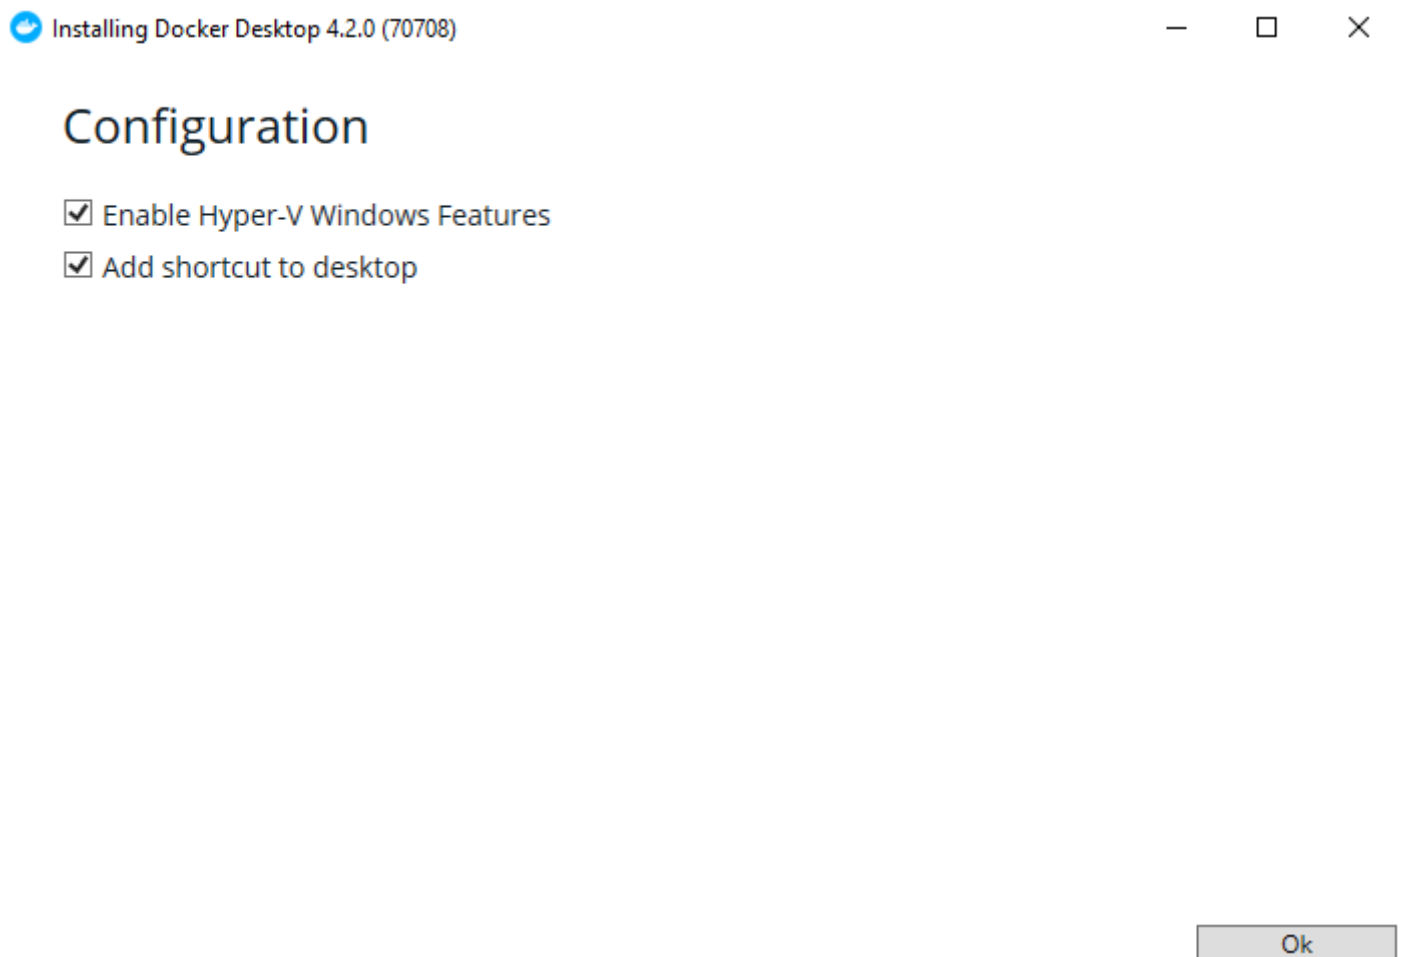 Installing Docker Desktop 4.2.0 (70708)
Configuration
Enable Hyper-V Windows Features
Add shortcut to desktop
Ok